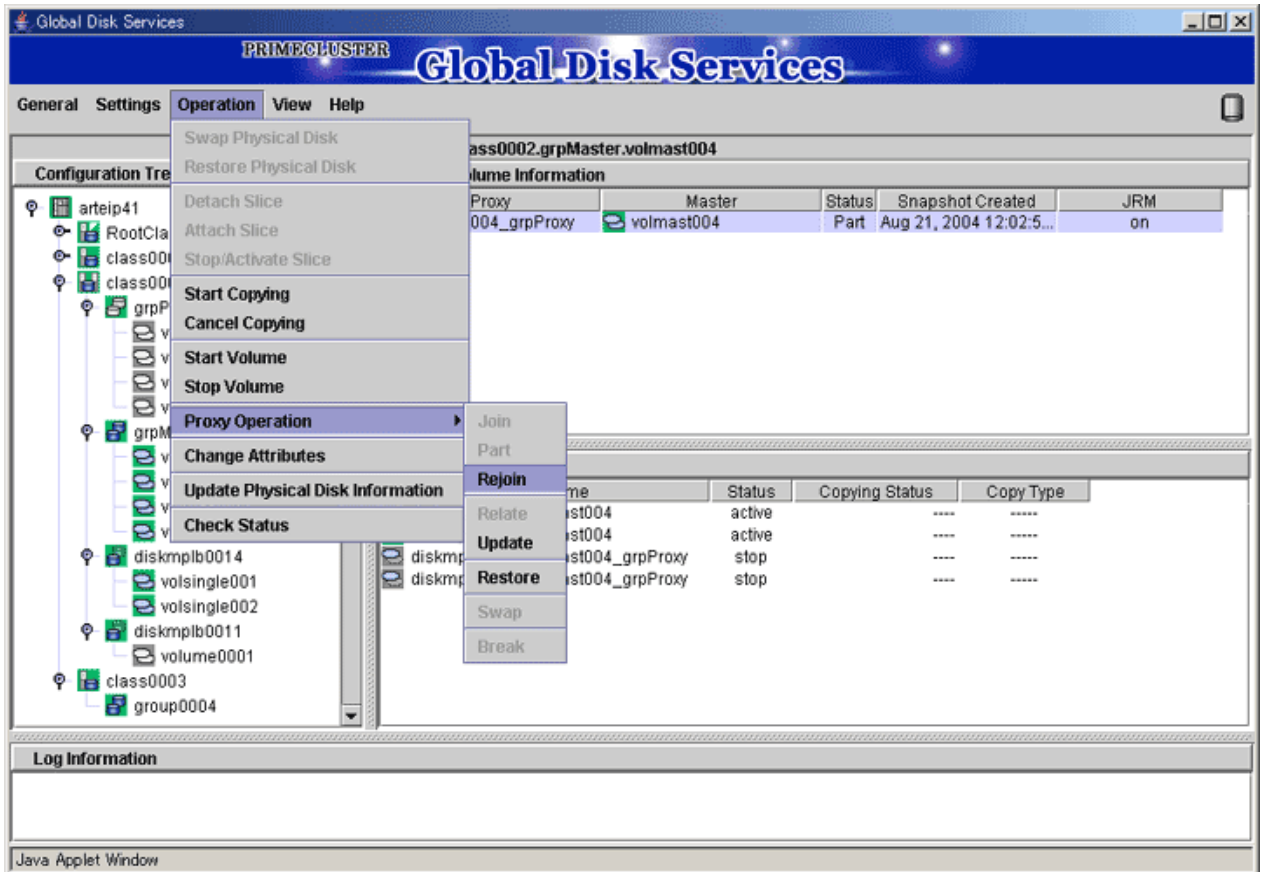 Global Disk Services
PRIMECLUSTER
Global Disk Services
General Settings Operation View Help
Swap Physical Disk
Restore Physical Disk
Detach Slice
Attach Slice
Stop/Activate Slice
Start Copying
Cancel Copying
Start Volume
Stop Volume
Proxy Operation
Change Attributes
Update Physical Disk Information
Check Status
Join
Part
Rejoin
Relate
Update
Restore
Swap
Break
ass0002.grpMaster.volmast004
Configuration Tre
lume Information
arteip41
RootCla
class00
class00
grpP
v
v
v
v
grpM
v
v
v
v
diskmplb0014
volsingle001
volsingle002
diskmplb0011
volume0001
class0003
group0004
Proxy Master Status Snapshot Created JRM
004_grpProxy volmast004 Part Aug 21, 2004 12:02:5... on
me Status Copying Status Copy Type
st004 active ---- -----
st004 active ---- -----
diskmp st004_grpProxy stop ---- -----
diskmp st004_grpProxy stop ---- -----
Log Information
Java Applet Window